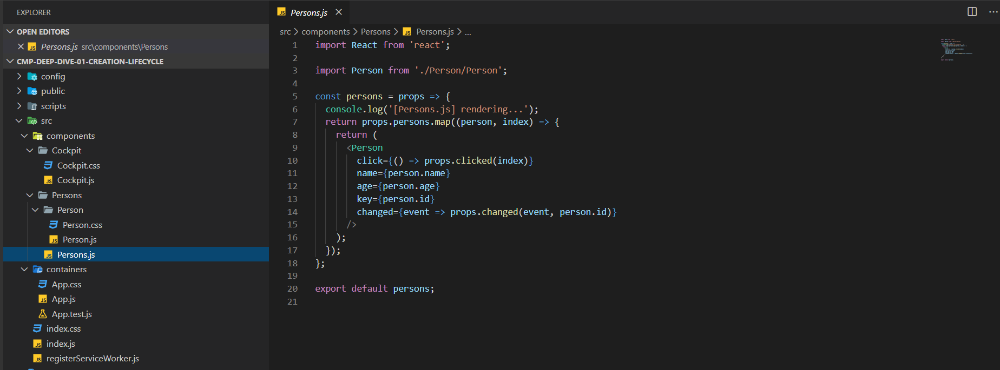 EXPLORER
OPEN EDITORS
Persons.js src\components\Persons
CMP-DEEP-DIVE-01-CREATION-LIFECYCLE
config
public
scripts
src
components
Cockpit
Cockpit.css
Cockpit.js
Persons
Person
Person.css
Person.js
Persons.js
containers
App.css
App.js
App.test.js
index.css
index.js
registerServiceWorker.js
Persons.js
src > components > Persons > Persons.js > ...
1 import React from 'react';
2
3 import Person from './Person/Person';
4
5 const persons = props => {
6 console.log('[Persons.js] rendering...');
7 return props.persons.map((person, index) => {
8 return (
9 <Person
10 click={() => props.clicked(index)}
11 name={person.name}
12 age={person.age}
13 key={person.id}
14 changed={event => props.changed(event, person.id)}
15 />
16 );
17 });
18 };
19
20 export default persons;
21